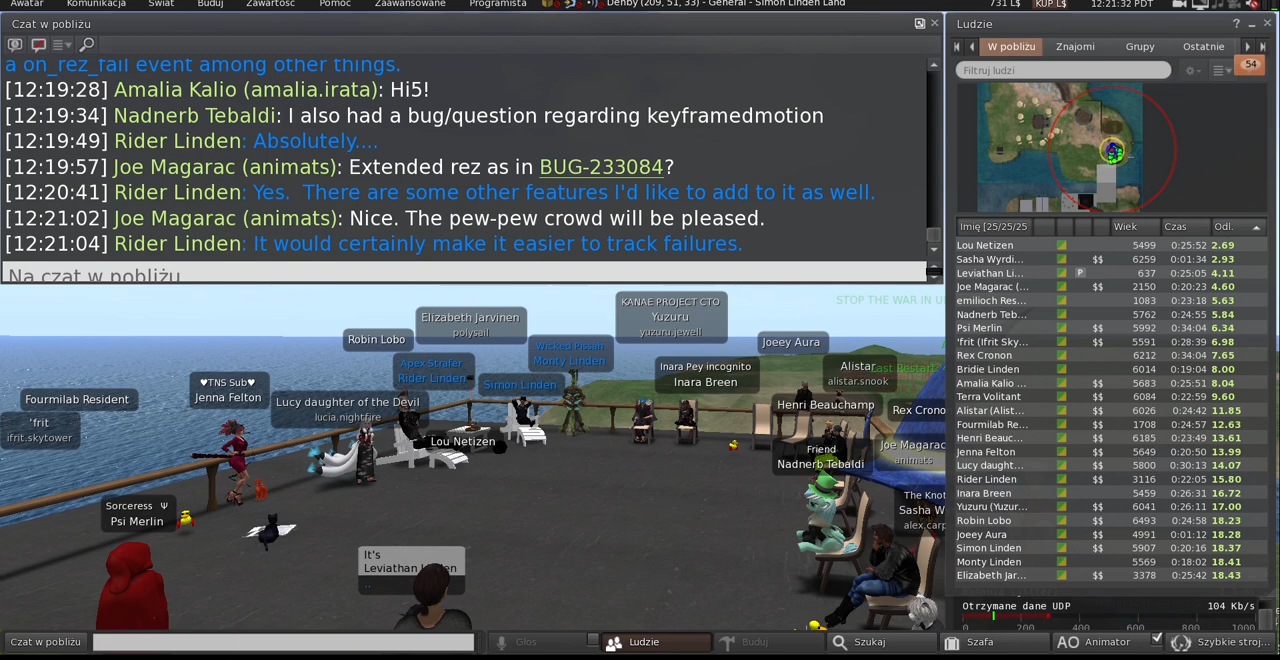 Awatar Komunikacja Świat Buduj Zawartość Pomoc Zaawansowane Programista Denby (209, 51, 33) - General - Simon Linden Land 731 L$ KUP L$ 12:21:32 PDT
Czat w pobliżu
a on_rez_fail event among other things.
[12:19:28] Amalia Kalio (amalia.irata): Hi5!
[12:19:34] Nadnerb Tebaldi: I also had a bug/question regarding keyframedmotion
[12:19:49] Rider Linden: Absolutely....
[12:19:57] Joe Magarac (animats): Extended rez as in BUG-233084?
[12:20:41] Rider Linden: Yes.  There are some other features I'd like to add to it as well.
[12:21:02] Joe Magarac (animats): Nice. The pew-pew crowd will be pleased.
[12:21:04] Rider Linden: It would certainly make it easier to track failures.
Na czat w pobliżu
Ludzie
W pobliżu Znajomi Grupy Ostatnie
54
Filtruj ludzi
Imię [25/25/25 Wiek Czas Odl.
Lou Netizen 5499 0:25:52 2.69
Sasha Wyrdi... $$ 6259 0:01:34 2.93
Leviathan Li... P 637 0:25:05 4.11
Joe Magarac (... $$ 2150 0:20:23 4.60
emilioch Res... 1083 0:23:18 5.63
Nadnerb Teb... 5762 0:24:55 5.84
Psi Merlin $$ 5992 0:34:04 6.34
'frit (Ifrit Sky... $$ 5591 0:28:39 6.98
Rex Cronon 6212 0:34:04 7.65
Bridie Linden 6014 0:19:04 8.00
Amalia Kalio ... $$ 5683 0:25:51 8.04
Terra Volitant $$ 6084 0:22:59 9.60
Alistar (Alist... $$ 6026 0:24:42 11.85
Fourmilab Re... $$ 1708 0:24:57 12.63
Henri Beauc... $$ 6185 0:23:49 13.61
Jenna Felton $$ 5649 0:20:50 13.99
Lucy daught... $$ 5800 0:30:13 14.07
Rider Linden $$ 3116 0:22:05 15.80
Inara Breen 5459 0:26:31 16.72
Yuzuru (Yuzur... $$ 6041 0:26:11 17.00
Robin Lobo $$ 6493 0:24:58 18.23
Joeey Aura $$ 4991 0:01:12 18.28
Simon Linden $$ 5907 0:20:16 18.37
Monty Linden 5569 0:18:02 18.41
Elizabeth Jar... $$ 3378 0:25:42 18.43
Otrzymane dane UDP 104 Kb/s
0 200 400 600 800 1000
STOP THE WAR IN U
KANAE PROJECT CTO
Yuzuru
yuzuru.jewell
Elizabeth Jarvinen
polysail
Robin Lobo
Wicked Pissah
Monty Linden
Joeey Aura
Apex Strafer
Rider Linden
Simon Linden
Inara Pey incognito
Inara Breen
Alistar
alistar.snook
Last Restart:
♥TNS Sub♥
Jenna Felton
Fourmilab Resident
Lucy daughter of the Devil
lucia.nightfire
Henri Beauchamp
Rex Crono
'frit
ifrit.skytower
Lou Netizen
Joe Magarac
animats
Friend
Nadnerb Tebaldi
The Knot
Sasha W
alex.carp
Sorceress Ψ
Psi Merlin
It's
Leviathan Linden
Czat w pobliżu Głos Ludzie Buduj Szukaj Szafa AO Animator Szybkie stroj...